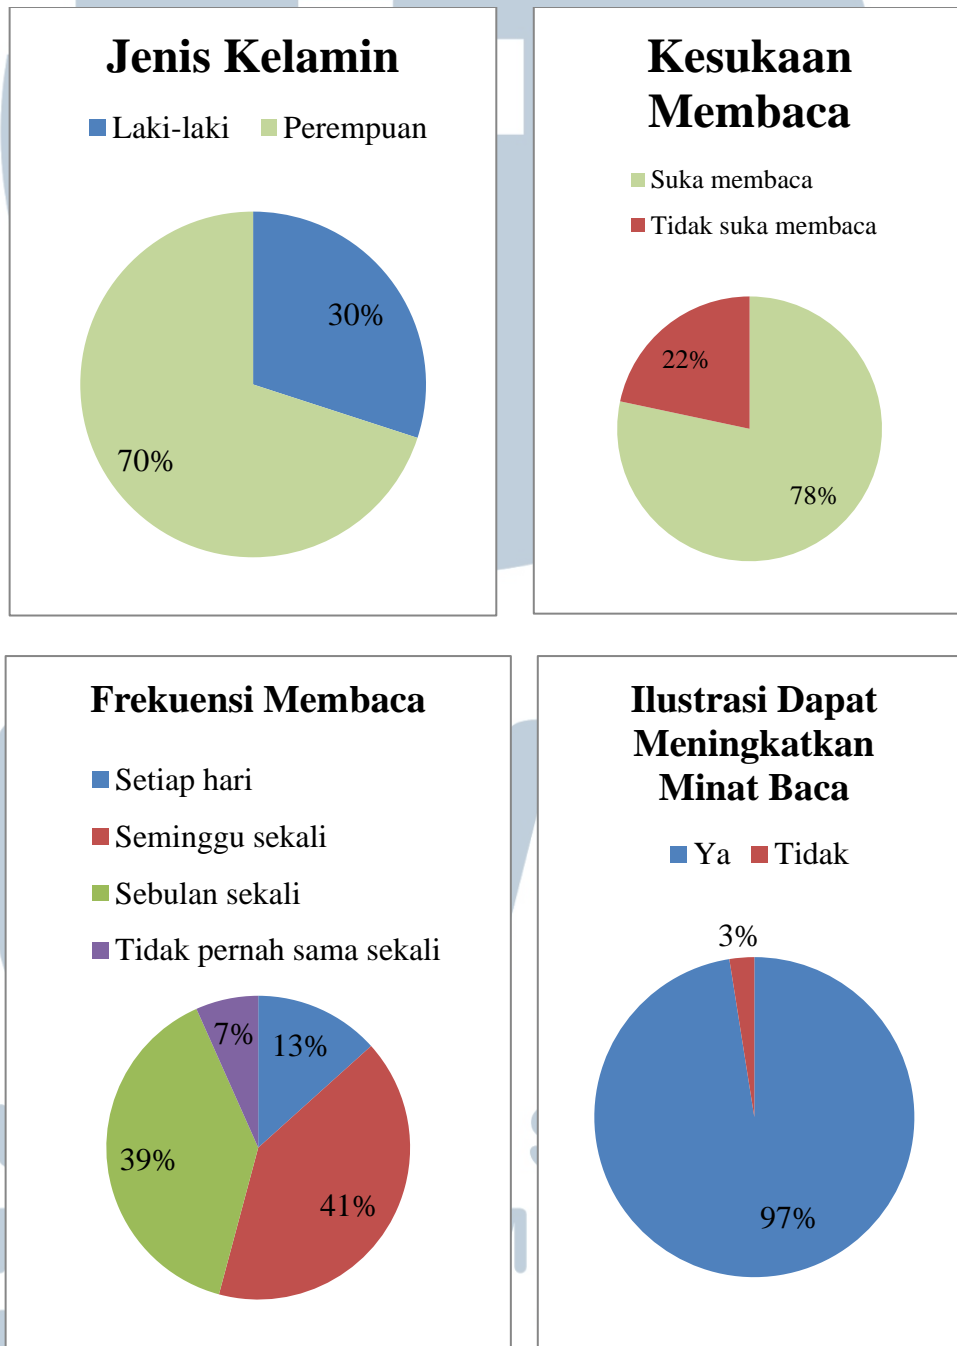 Jenis Kelamin
Laki-laki Perempuan
30%
70%
Kesukaan
Membaca
Suka membaca
Tidak suka membaca
22%
78%
Frekuensi Membaca
Setiap hari
Seminggu sekali
Sebulan sekali
Tidak pernah sama sekali
7%
13%
39%
41%
Ilustrasi Dapat
Meningkatkan
Minat Baca
Ya Tidak
3%
97%